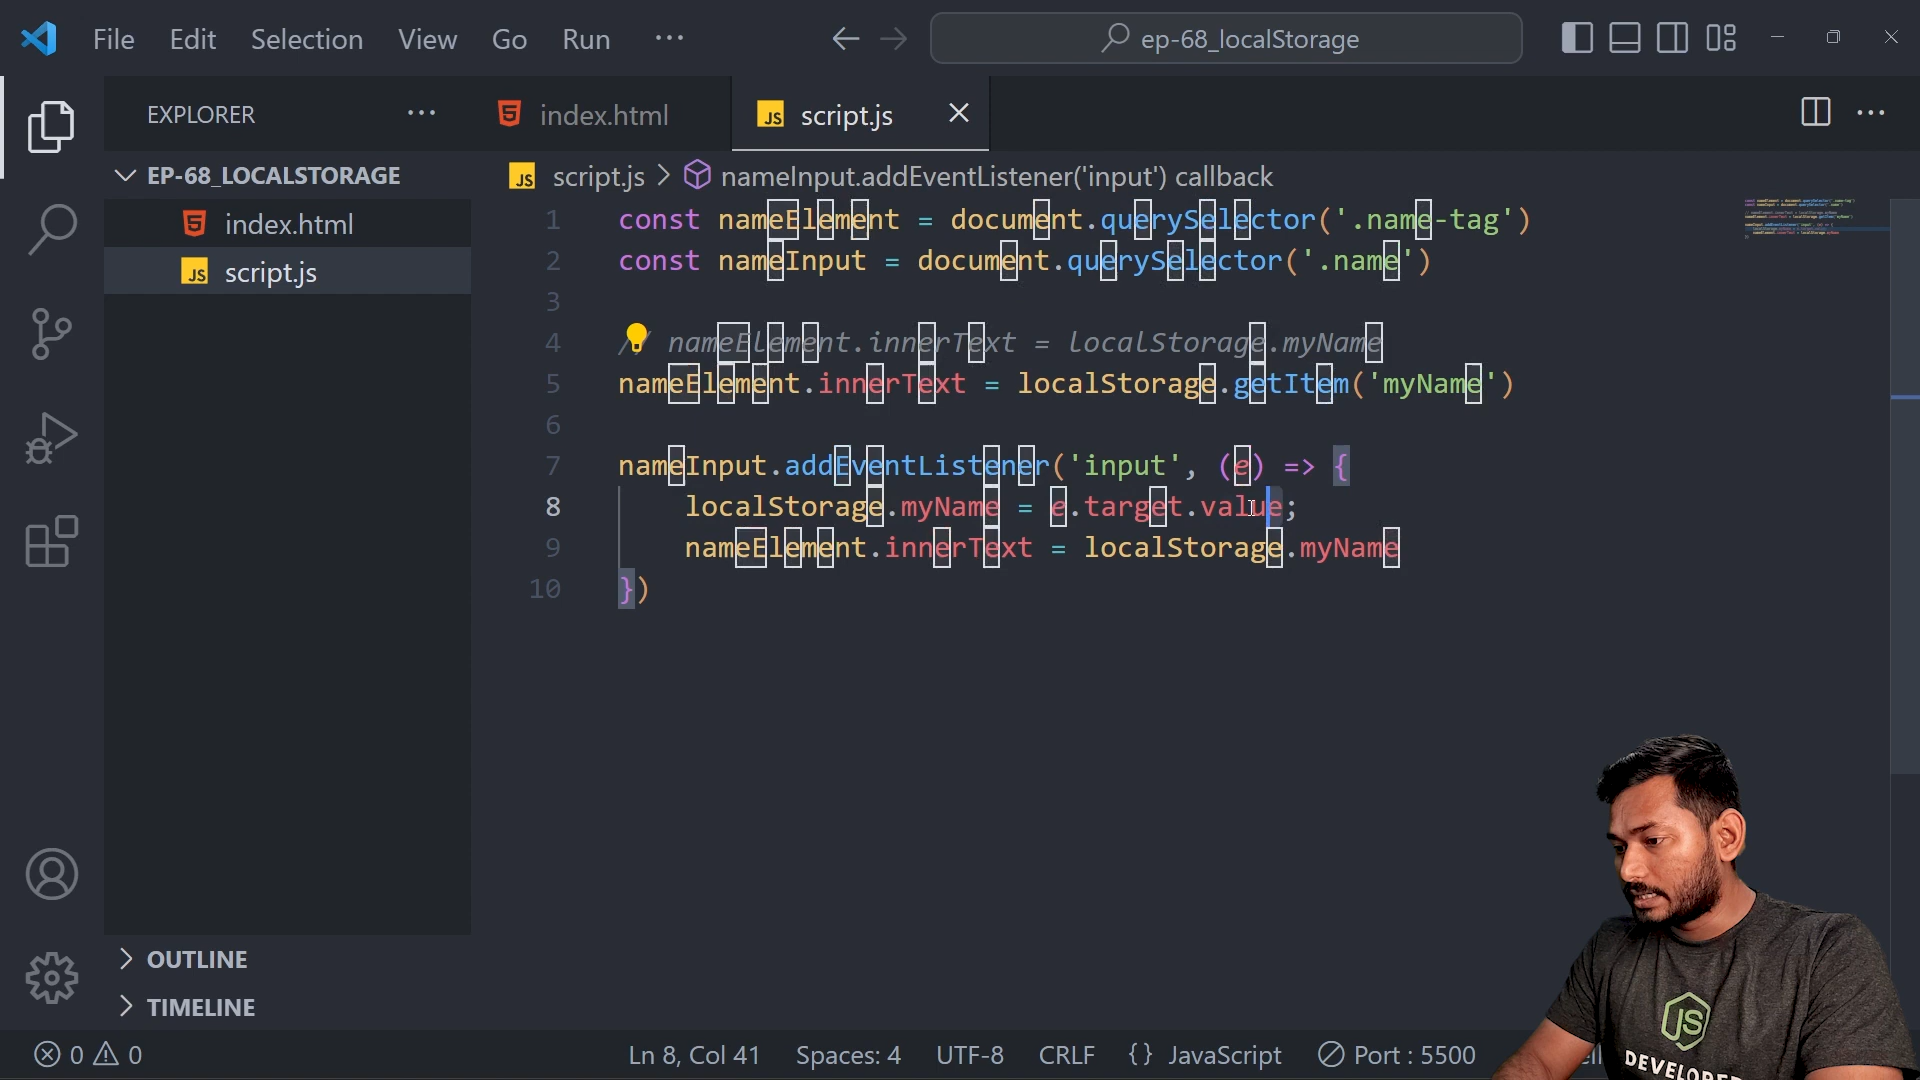 File Edit Selection View Go Run ···
ep-68_localStorage
EXPLORER ···
index.html
script.js
EP-68_LOCALSTORAGE
index.html
script.js
script.js > nameInput.addEventListener('input') callback
1 const nameElement = document.querySelector('.name-tag')
2 const nameInput = document.querySelector('.name')
3
4 // nameElement.innerText = localStorage.myName
5 nameElement.innerText = localStorage.getItem('myName')
6
7 nameInput.addEventListener('input', (e) => {
8 localStorage.myName = e.target.value;
9 nameElement.innerText = localStorage.myName
10 })
OUTLINE
TIMELINE
0 0
Ln 8, Col 41 Spaces: 4 UTF-8 CRLF {} JavaScript Port : 5500
JS
DEVELOPER